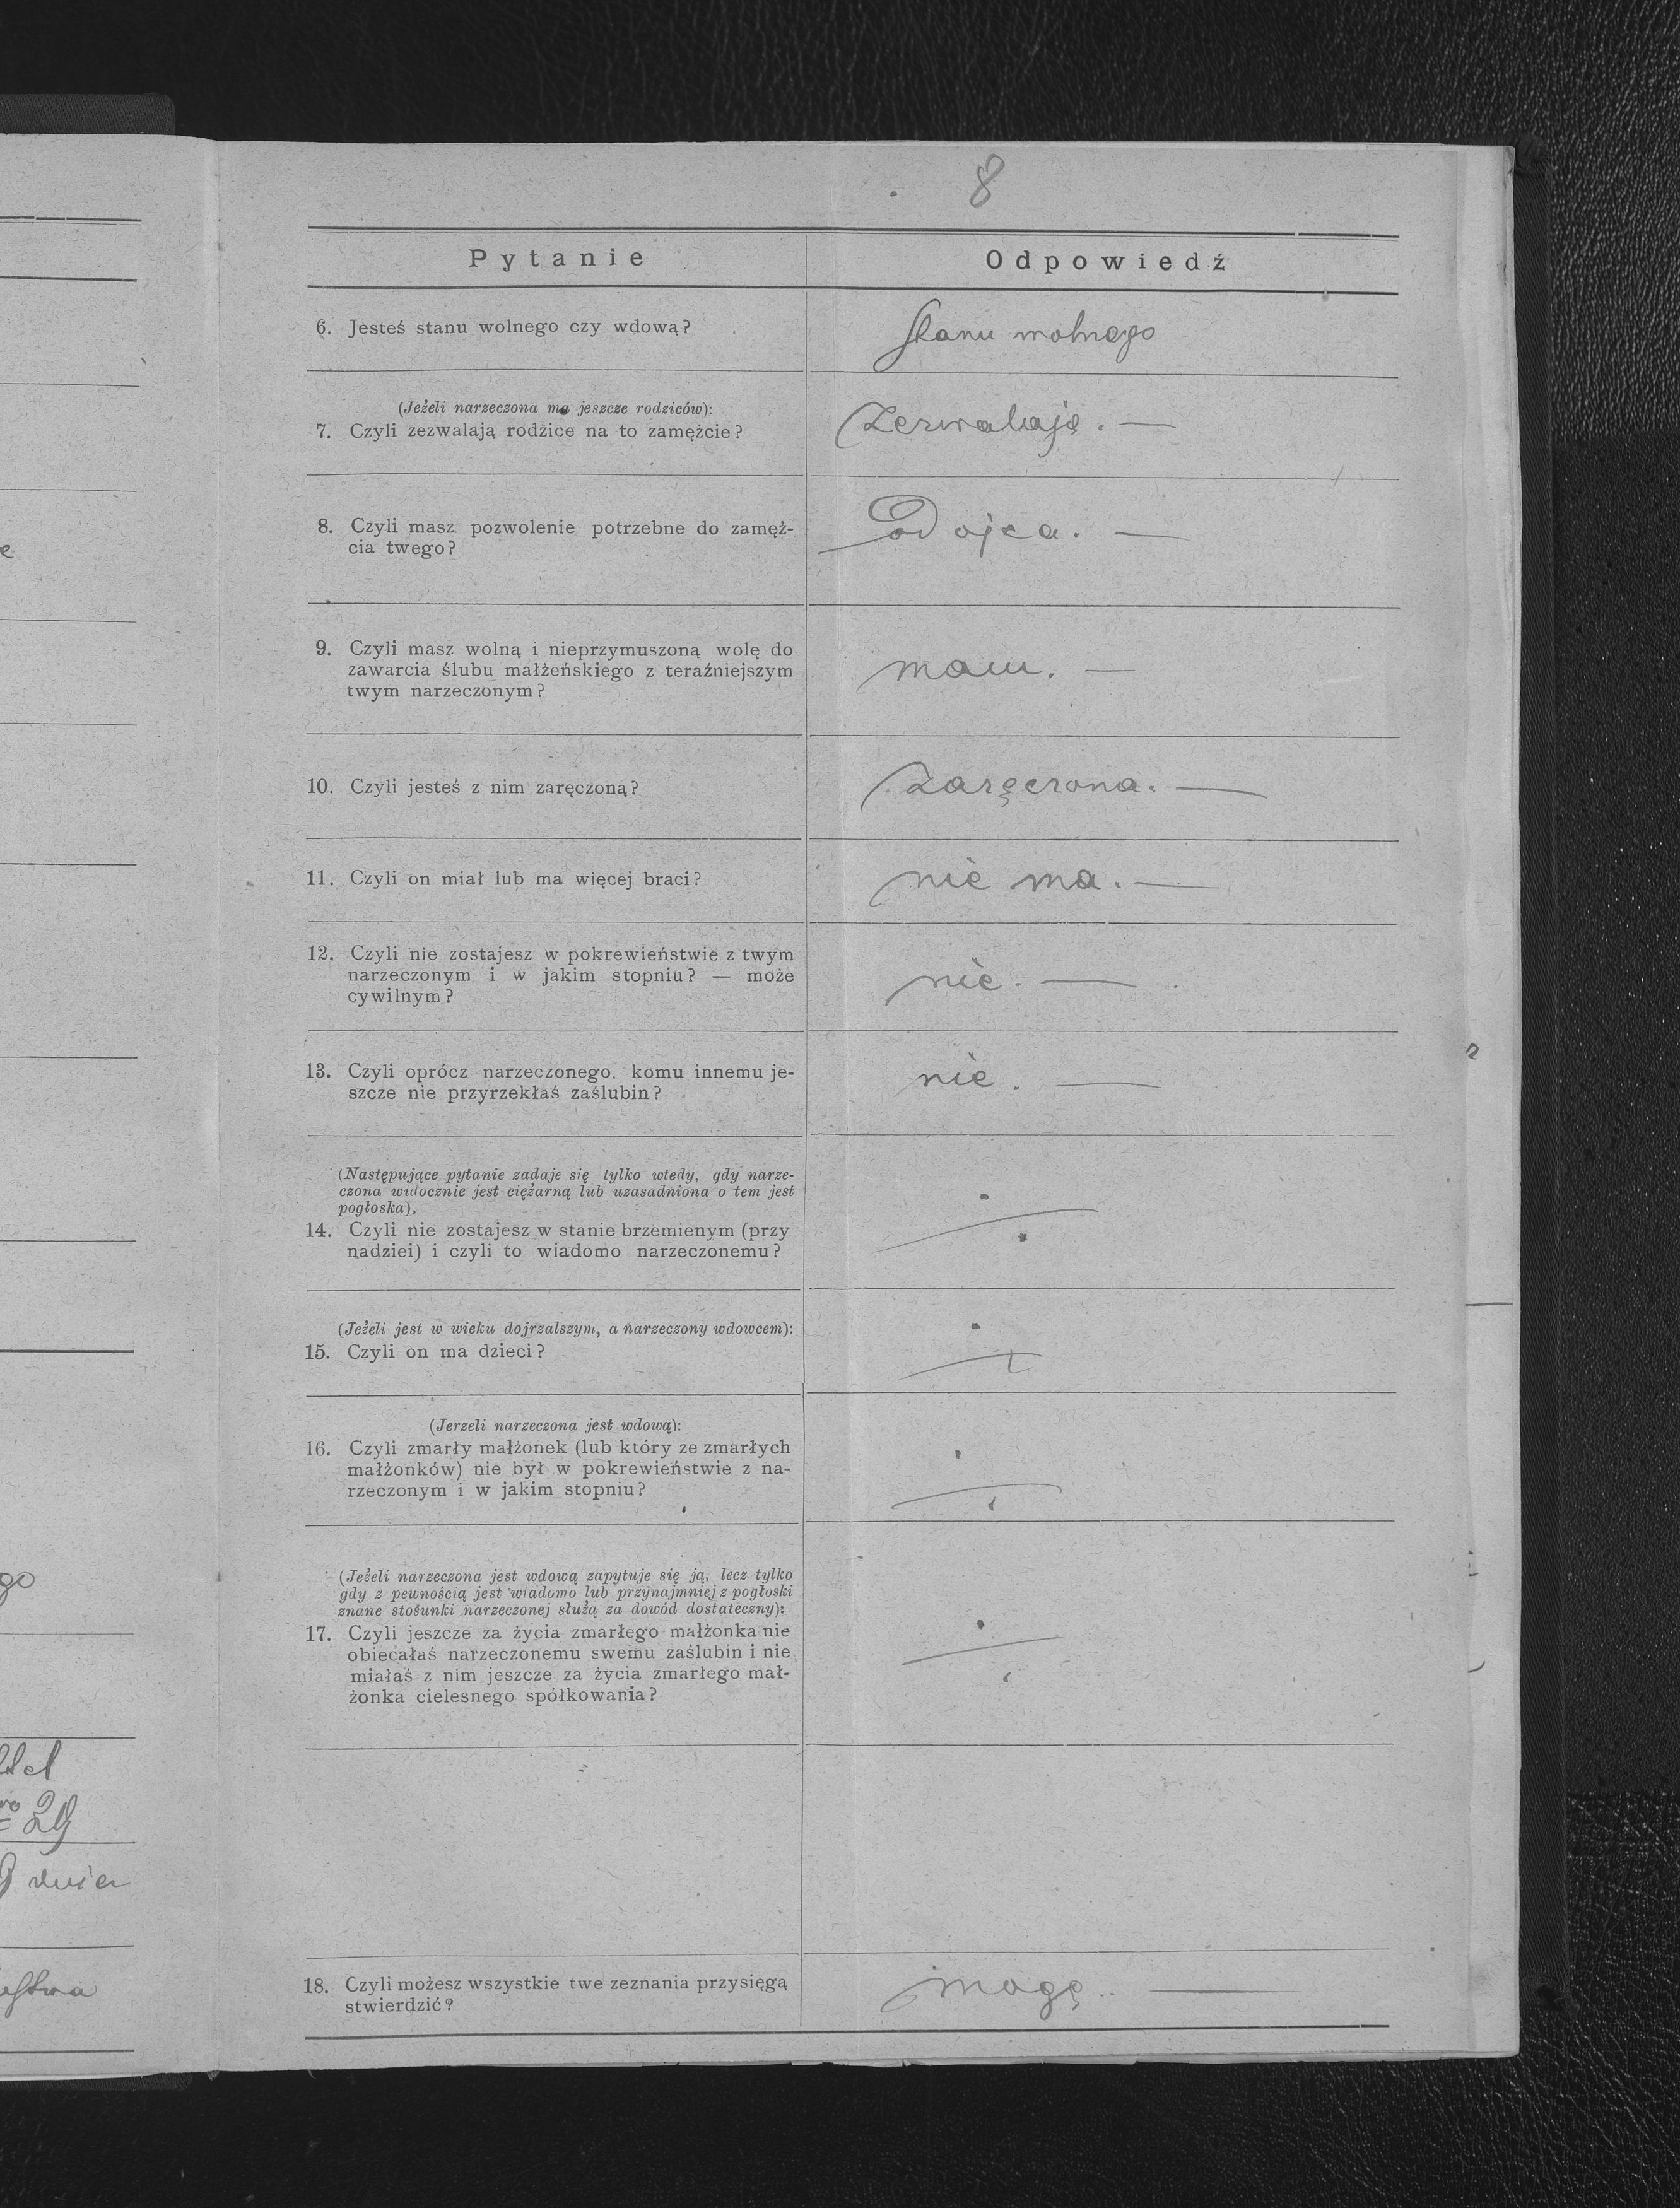 8
Pytanie
Odpowiedź
6. Jesteś stanu wolnego czy wdową?
Stanu wolnego
(Jeżeli narzeczona ma jeszcze rodziców):
7. Czyli zezwalają rodzice na to zamężcie?
Zezwalają. —
8. Czyli masz pozwolenie potrzebne do zamęż-
cia twego?
Od ojca. —
9. Czyli masz wolną i nieprzymuszoną wolę do
zawarcia ślubu małżeńskiego z teraźniejszym
twym narzeczonym?
mam. —
10. Czyli jesteś z nim zaręczoną?
Zaręczona. —
11. Czyli on miał lub ma więcej braci?
nie ma. —
12. Czyli nie zostajesz w pokrewieństwie z twym
narzeczonym i w jakim stopniu? — może
cywilnym?
nie. —
13. Czyli oprócz narzeczonego, komu innemu je-
szcze nie przyrzekłaś zaślubin?
nie. —
(Następujące pytanie zadaje się tylko wtedy, gdy narze-
czona widocznie jest ciężarną lub uzasadniona o tem jest
pogłoska).
14. Czyli nie zostajesz w stanie brzemienym (przy
nadziei) i czyli to wiadomo narzeczonemu?
(Jeżeli jest w wieku dojrzalszym, a narzeczony wdowcem):
15. Czyli on ma dzieci?
(Jerzeli narzeczona jest wdową):
16. Czyli zmarły małżonek (lub który ze zmarłych
małżonków) nie był w pokrewieństwie z na-
rzeczonym i w jakim stopniu?
(Jeżeli narzeczona jest wdową zapytuje się ją, lecz tylko
gdy z pewnością jest wiadomo lub przynajmniej z pogłoski
znane stosunki narzeczonej służą za dowód dostateczny):
17. Czyli jeszcze za życia zmarłego małżonka nie
obiecałaś narzeczonemu swemu zaślubin i nie
miałaś z nim jeszcze za życia zmarłego mał-
żonka cielesnego spółkowania?
18. Czyli możesz wszystkie twe zeznania przysięgą
stwierdzić?
mogę. —